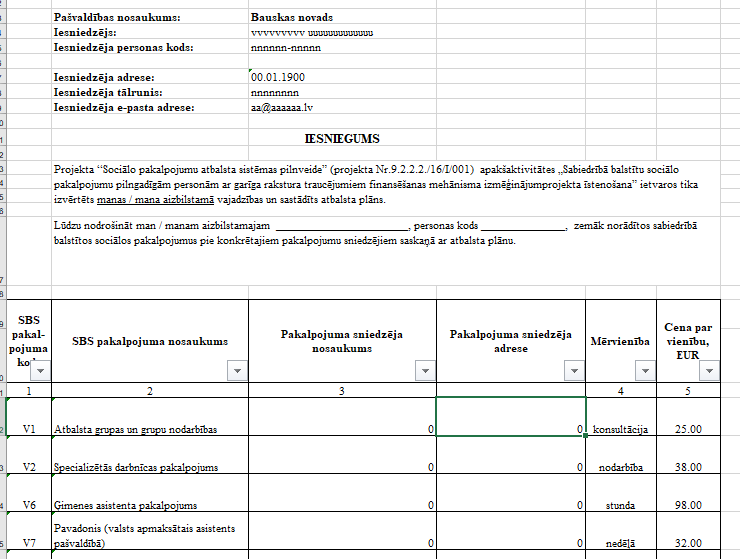 Pašvaldības nosaukums: Bauskas novads
Iesniedzējs: vvvvvvvvv uuuuuuuuuuuuu
Iesniedzēja personas kods: nnnnnn-nnnnn
Iesniedzēja adrese: 00.01.1900
Iesniedzēja tālrunis: nnnnnnnn
Iesniedzēja e-pasta adrese: aa@aaaaaa.lv
IESNIEGUMS
Projekta “Sociālo pakalpojumu atbalsta sistēmas pilnveide” (projekta Nr.9.2.2.2./16/I/001) apakšaktivitātes „Sabiedrībā balstītu sociālo
pakalpojumu pilngadīgām personām ar garīga rakstura traucējumiem finansēšanas mehānisma izmēģinājumprojekta īstenošana” ietvaros tika
izvērtēts manas / mana aizbilstamā vajadzības un sastādīts atbalsta plāns.
Lūdzu nodrošināt man / manam aizbilstamajam ________________________, personas kods ________________, zemāk norādītos sabiedrībā
balstītos sociālos pakalpojumus pie konkrētajiem pakalpojumu sniedzējiem saskaņā ar atbalsta plānu.
SBS
pakal-
pojuma
SBS pakalpojuma nosaukums
Pakalpojuma sniedzēja
nosaukums
Pakalpojuma sniedzēja
adrese
Mērvienība
Cena par
vienību,
EUR
1 2 3 4 5
V1 Atbalsta grupas un grupu nodarbības 0 0 konsultācija 25.00
V2 Specializētās darbnīcas pakalpojums 0 0 nodarbība 38.00
V6 Ģimenes asistenta pakalpojums 0 0 stunda 98.00
Pavadonis (valsts apmaksātais asistents
V7 pašvaldībā) 0 0 nedēļā 32.00